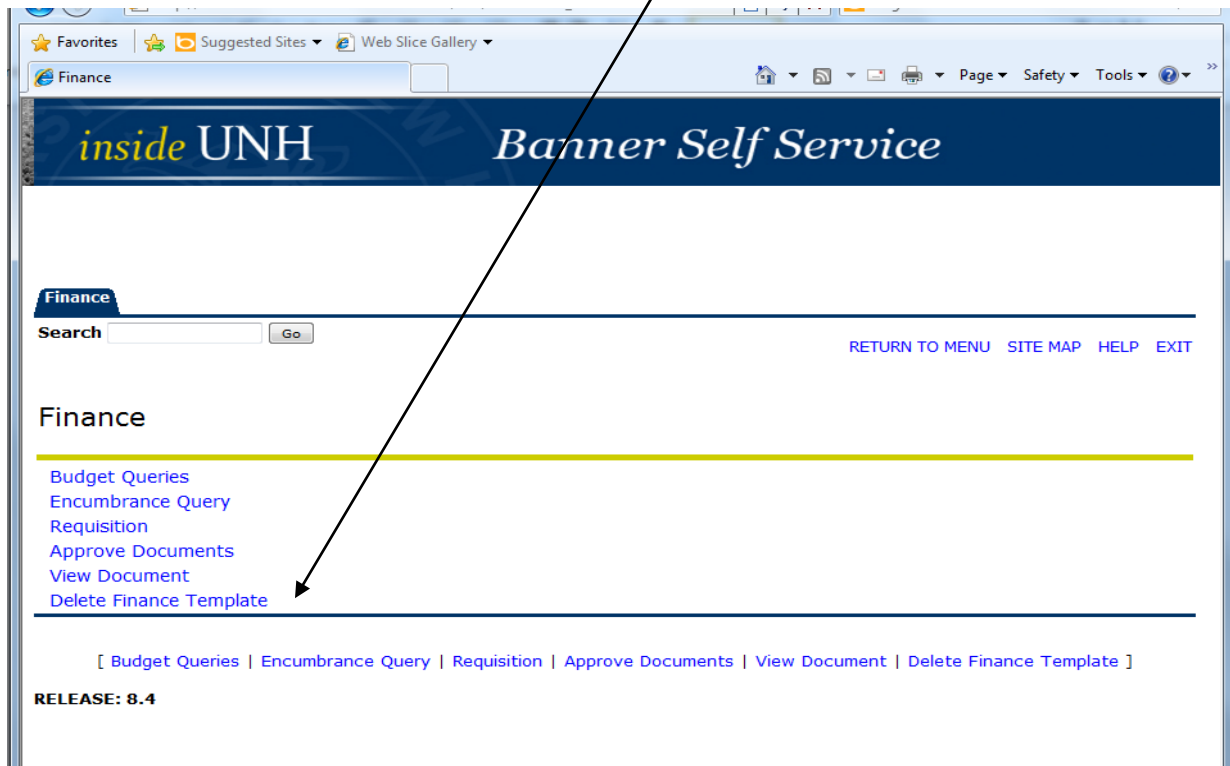 Favorites Suggested Sites Web Slice Gallery
Finance Page Safety Tools
inside UNH Banner Self Service
Finance
Search Go
RETURN TO MENU SITE MAP HELP EXIT
Finance
Budget Queries
Encumbrance Query
Requisition
Approve Documents
View Document
Delete Finance Template
[ Budget Queries | Encumbrance Query | Requisition | Approve Documents | View Document | Delete Finance Template ]
RELEASE: 8.4